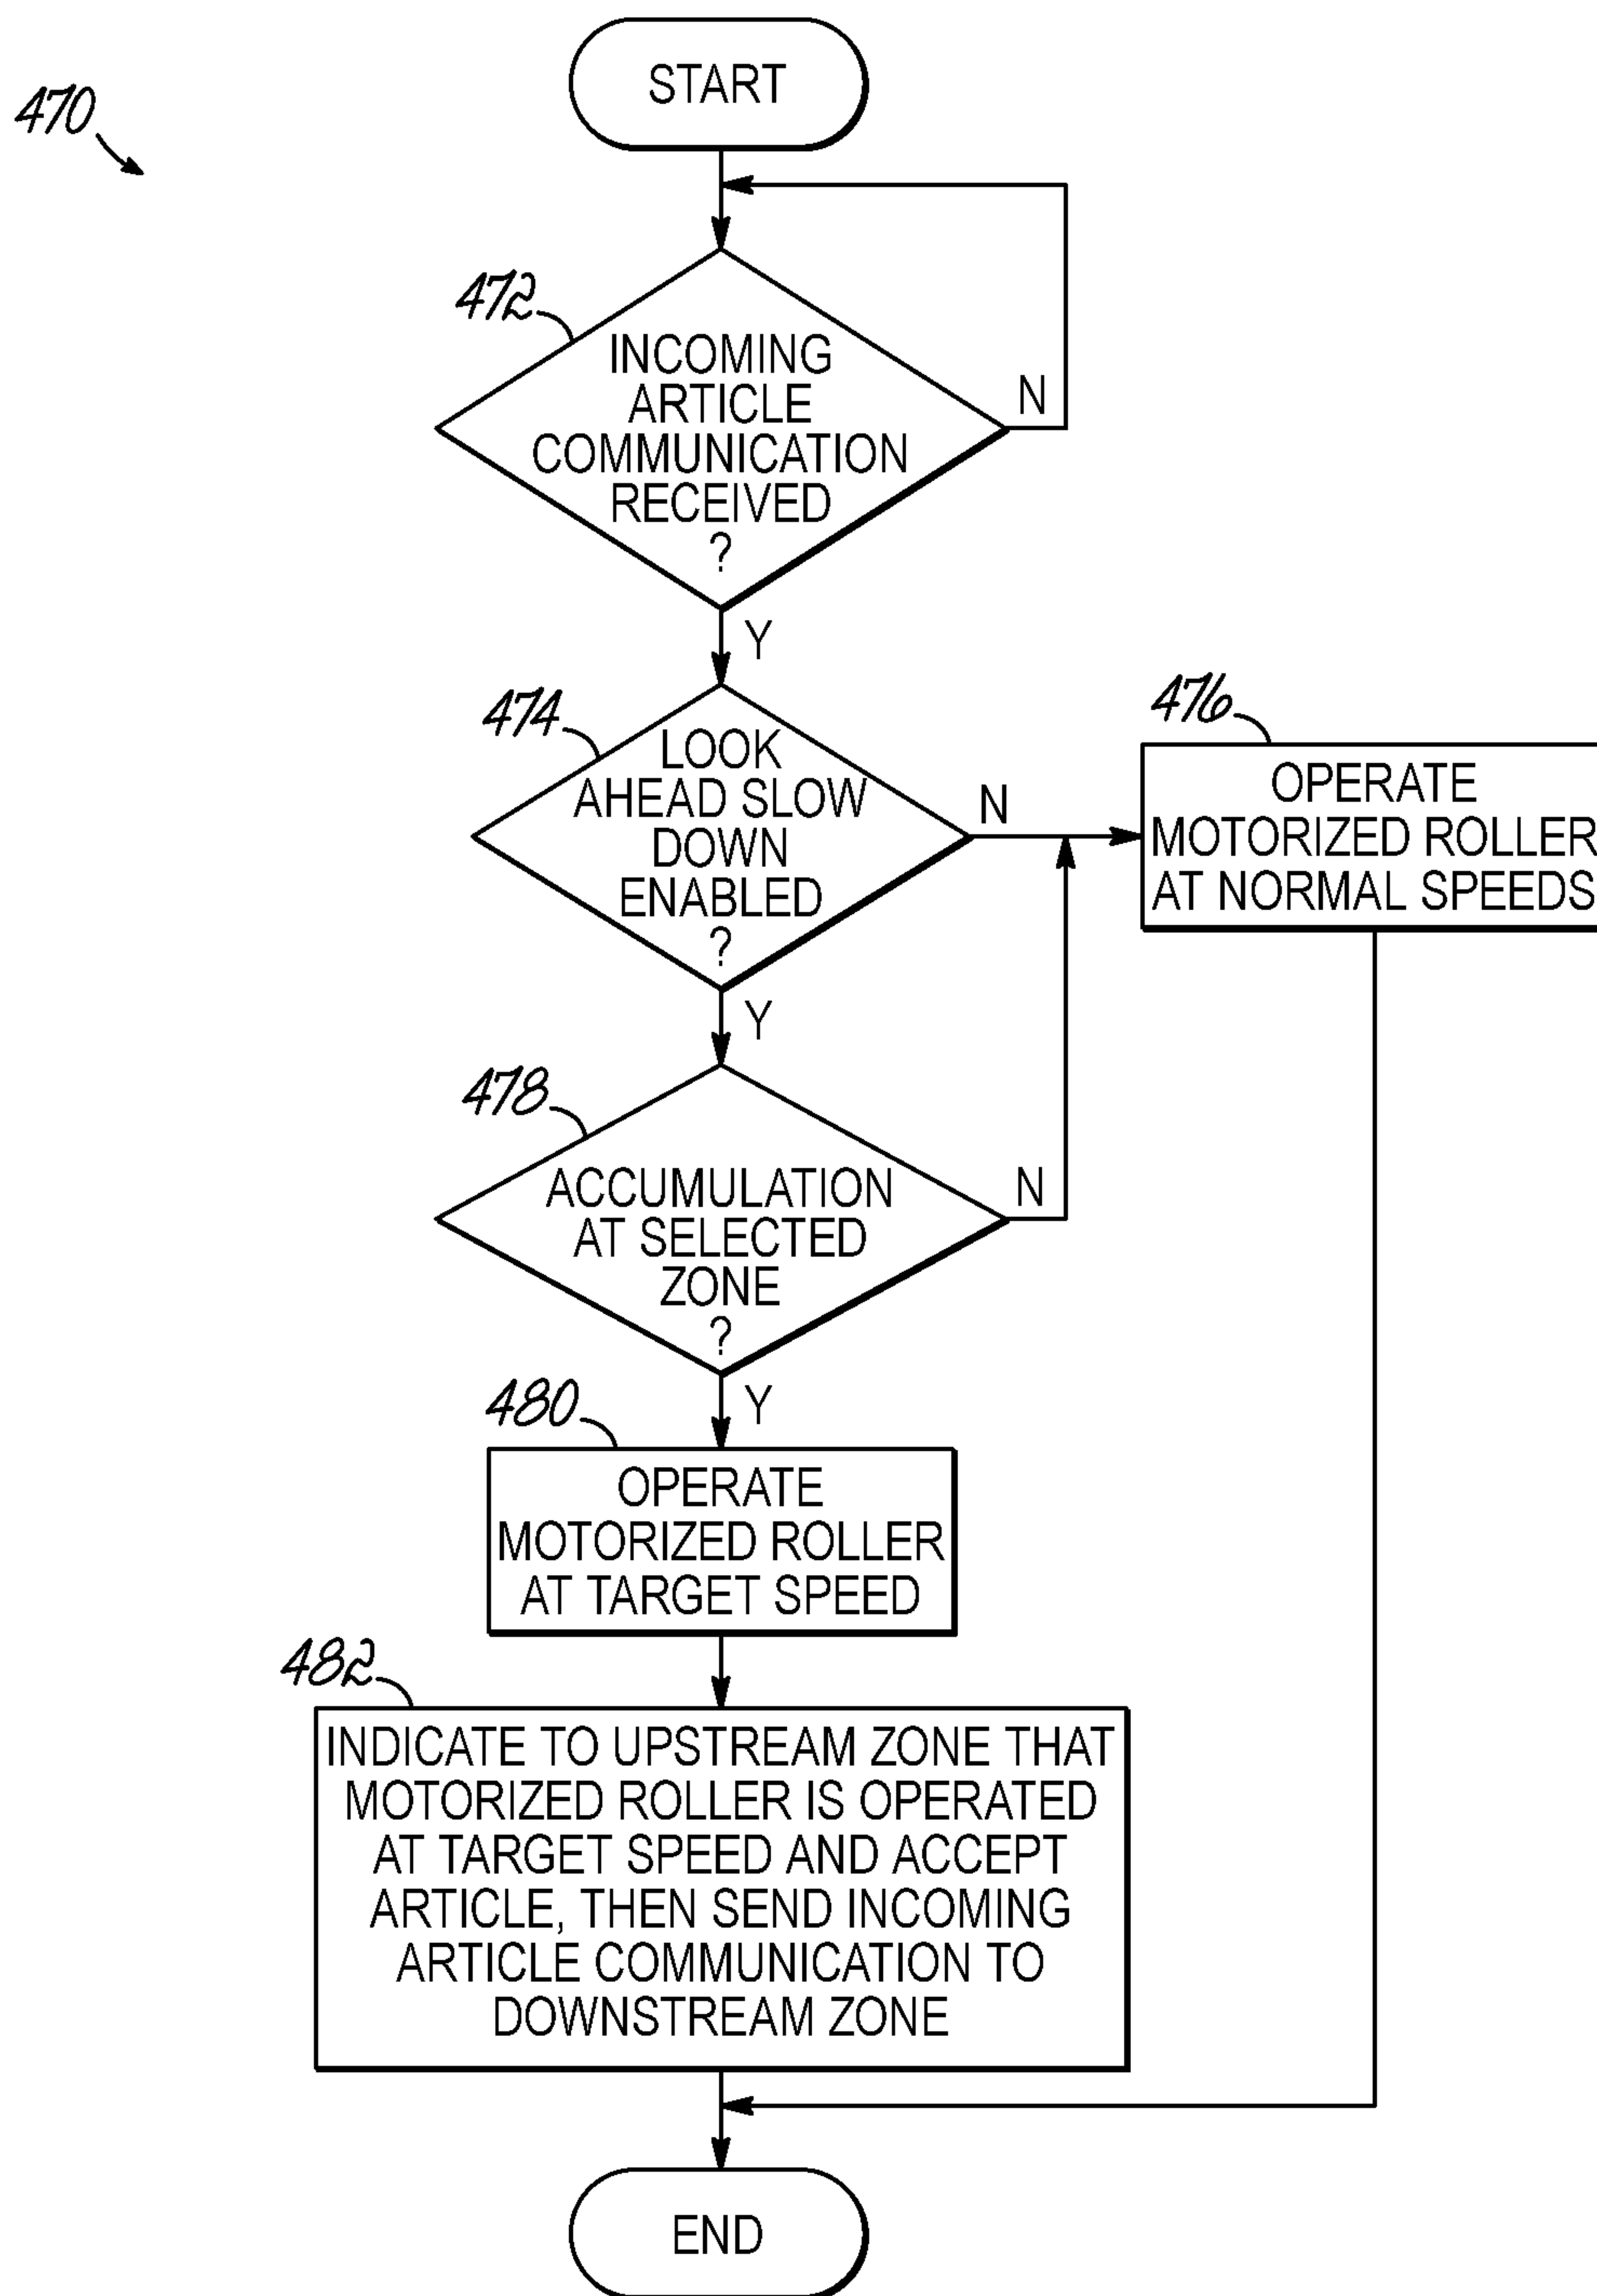 470
START
472
INCOMING
ARTICLE
COMMUNICATION
RECEIVED
?
N
Y
474
LOOK
AHEAD SLOW
DOWN
ENABLED
?
N
476
OPERATE
MOTORIZED ROLLER
AT NORMAL SPEEDS
Y
478
ACCUMULATION
AT SELECTED
ZONE
?
N
Y
480
OPERATE
MOTORIZED ROLLER
AT TARGET SPEED
482
INDICATE TO UPSTREAM ZONE THAT
MOTORIZED ROLLER IS OPERATED
AT TARGET SPEED AND ACCEPT
ARTICLE, THEN SEND INCOMING
ARTICLE COMMUNICATION TO
DOWNSTREAM ZONE
END